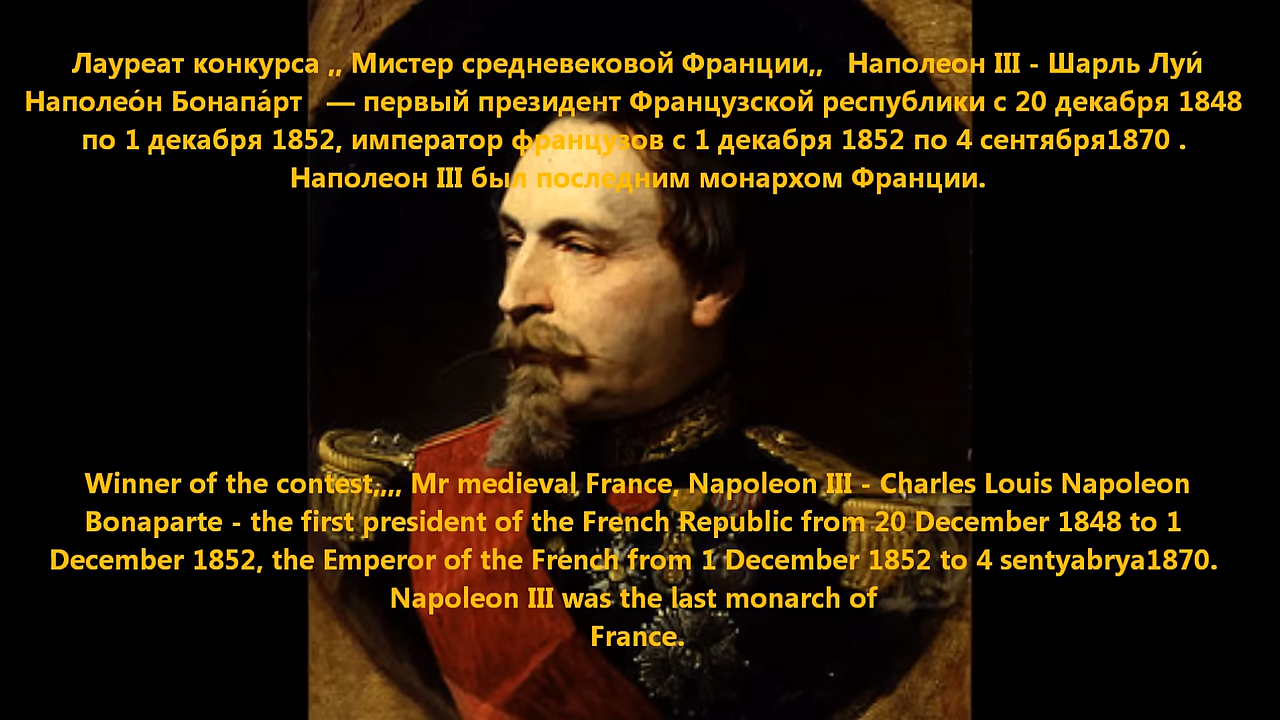 Лауреат конкурса ,, Мистер средневековой Франции,, Наполеон III - Шарль Луи́
Наполео́н Бонапа́рт — первый президент Французской республики с 20 декабря 1848
по 1 декабря 1852, император французов с 1 декабря 1852 по 4 сентября1870 .
Наполеон III был последним монархом Франции.
Winner of the contest,,,, Mr medieval France, Napoleon III - Charles Louis Napoleon
Bonaparte - the first president of the French Republic from 20 December 1848 to 1
December 1852, the Emperor of the French from 1 December 1852 to 4 sentyabrya1870.
Napoleon III was the last monarch of
France.